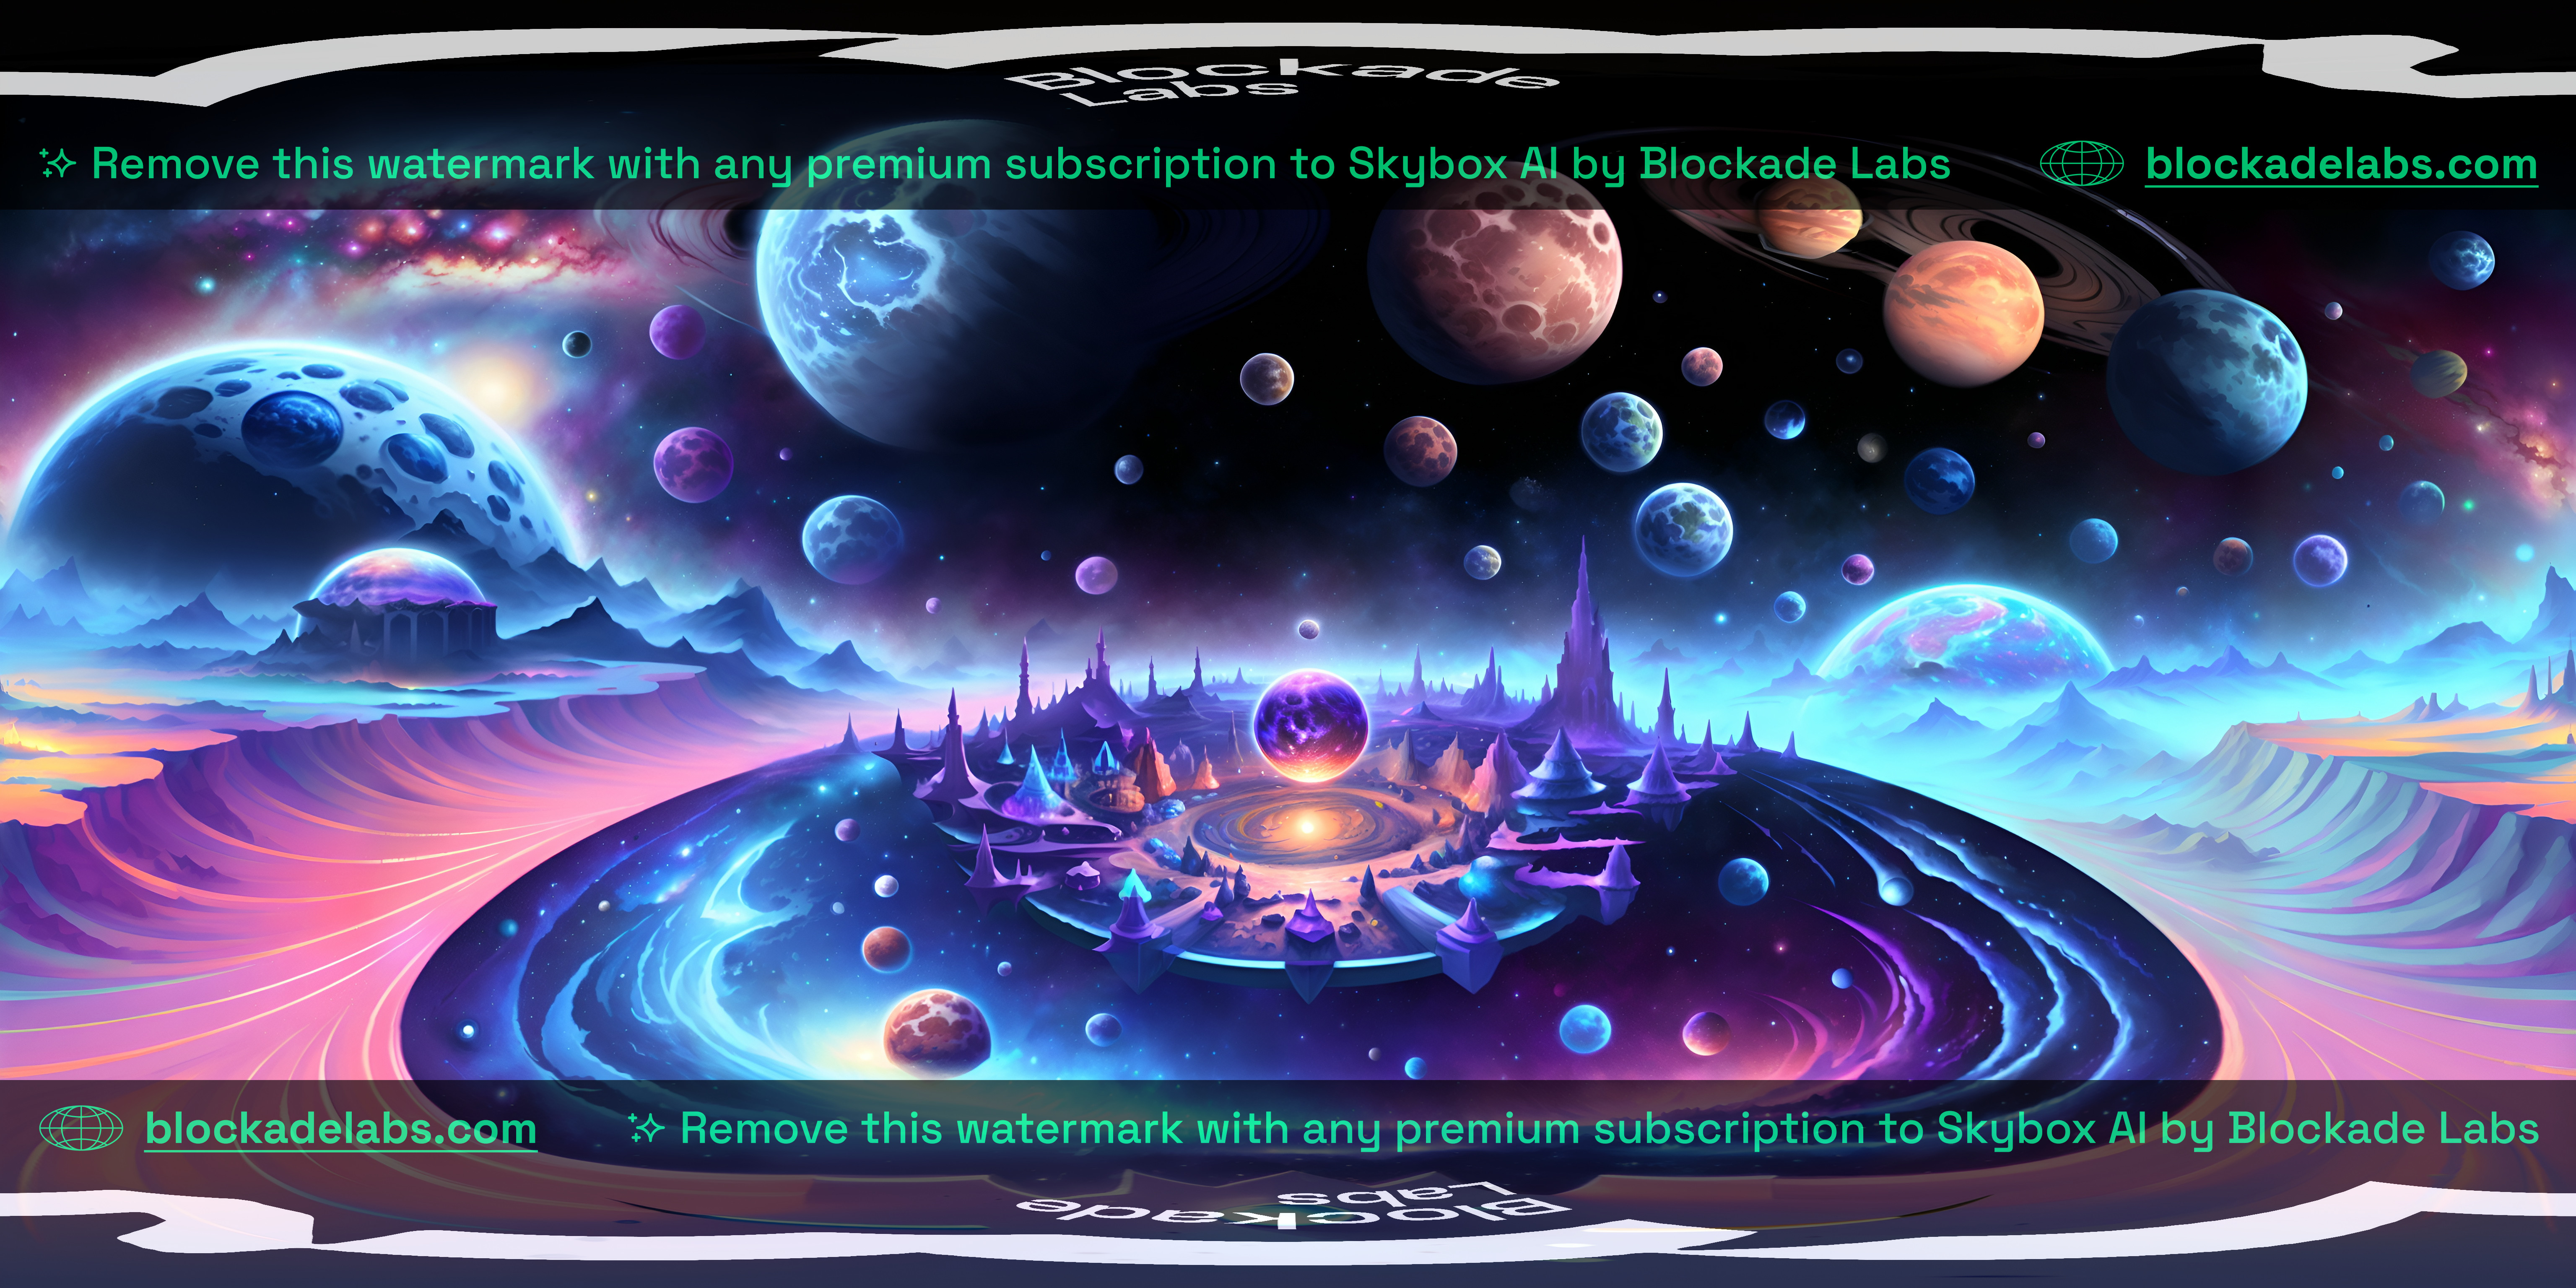 Blockade
Labs
Remove this watermark with any premium subscription to Skybox AI by Blockade Labs
blockadelabs.com
blockadelabs.com
Remove this watermark with any premium subscription to Skybox AI by Blockade Labs
Blockade
Labs